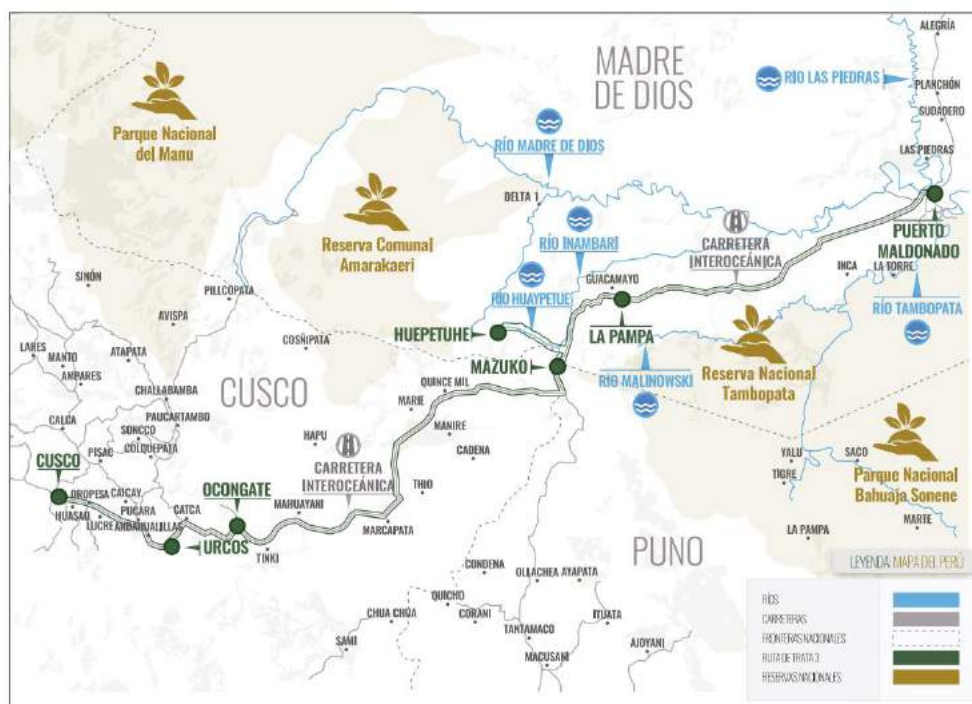 ALEGRÍA
MADRE
DE DIOS
RÍO LAS PIEDRAS
PLANCHÓN
SUDADERO
Parque Nacional
del Manu
RÍO MADRE DE DIOS
LAS PIEDRAS
DELTA 1
PUERTO
MALDONADO
Reserva Comunal
Amarakaeri
RÍO INAMBARI
CARRETERA
INTEROCEÁNICA
INCA
LA TORRE
SINÓN
PILLCOPATA
GUACAMAYO
RÍO HUAYPETUE
RÍO TAMBOPATA
AVISPA
HUEPETUHE
LA PAMPA
COSÑIPATA
LARES
MANTO
ATAPATA
AMPARES
MAZUKO
RÍO MALINOWSKI
Reserva Nacional
Tambopata
CHALLABAMBA
CUSCO
QUINCE MIL
MARIE
CALCA
PAUCARTAMBO
SONCCO
COLQUEPATA
PISAC
HAPU
MANIRE
CADENA
CARRETERA
INTEROCEÁNICA
YALU
SACO
TIGRE
Parque Nacional
Bahuaja Sonene
CUSCO
OROPESA
CAICAY
HUASAO
LUCRE
PUCARA
ANDAHUALILLAS
CATCA
OCONGATE
MAHUAYANI
THIO
MARCAPATA
URCOS
TINKI
LA PAMPA
MARTE
PUNO
CONDENA
OLLACHEA
AYAPATA
QUICHO
CHUA CHÚA
CORANI
ITUATA
TANTAMACO
SAMI
MACUSANI
AJOYANI
LEYENDA: MAPA DEL PERÚ
RÍOS
CARRETERAS
FRONTERAS NACIONALES
RUTA DE TRATA 3
RESERVAS NACIONALES